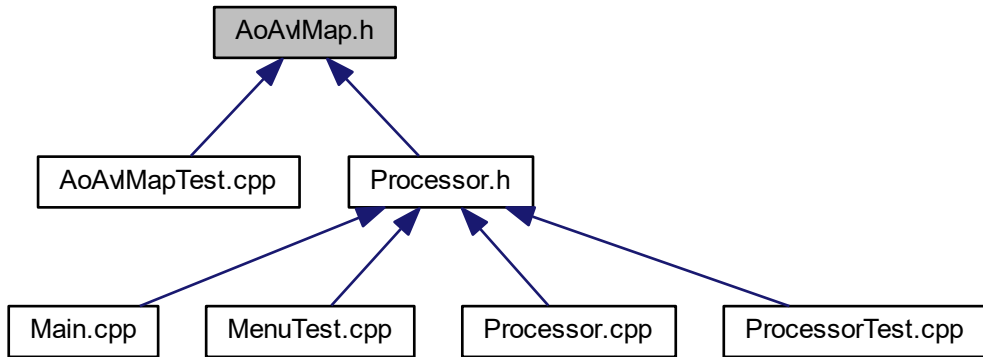 AoAvlMap.h
AoAvlMapTest.cpp
Processor.h
Main.cpp
MenuTest.cpp
Processor.cpp
ProcessorTest.cpp